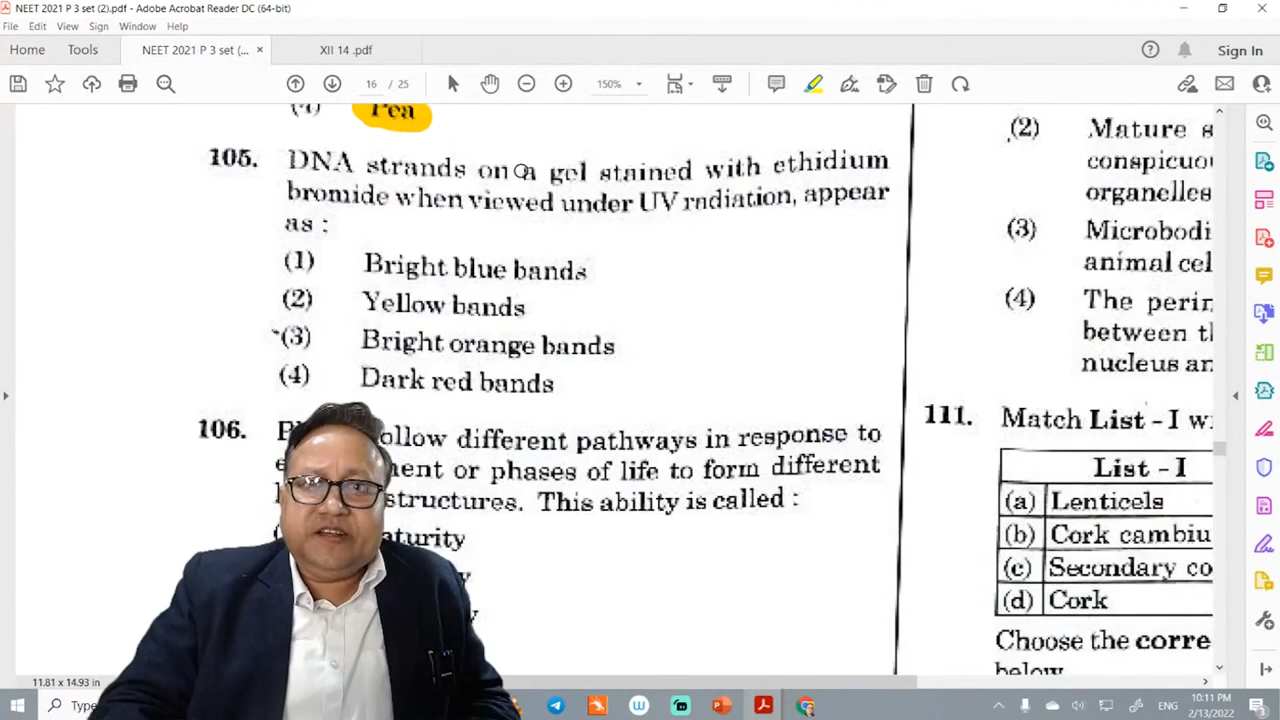 NEET 2021 P 3 set (2).pdf - Adobe Acrobat Reader DC (64-bit)
File Edit View Sign Window Help
Home Tools NEET 2021 P 3 set (... × XII 14 .pdf Sign In
16 / 25 150%
Pea
105. DNA strands on a gel stained with ethidium
bromide when viewed under UV radiation, appear
as :
(1) Bright blue bands
(2) Yellow bands
(3) Bright orange bands
(4) Dark red bands
106. ollow different pathways in response to
ment or phases of life to form different
structures. This ability is called :
aturity
(2) Mature s
conspicuou
organelles
(3) Microbodi
animal cel
(4) The perin
between th
nucleus an
111. Match List - I wi
List - I
(a) Lenticels
(b) Cork cambiu
(c) Secondary co
(d) Cork
Choose the corre
below
11.81 x 14.93 in
Type
ENG
10:11 PM
2/13/2022